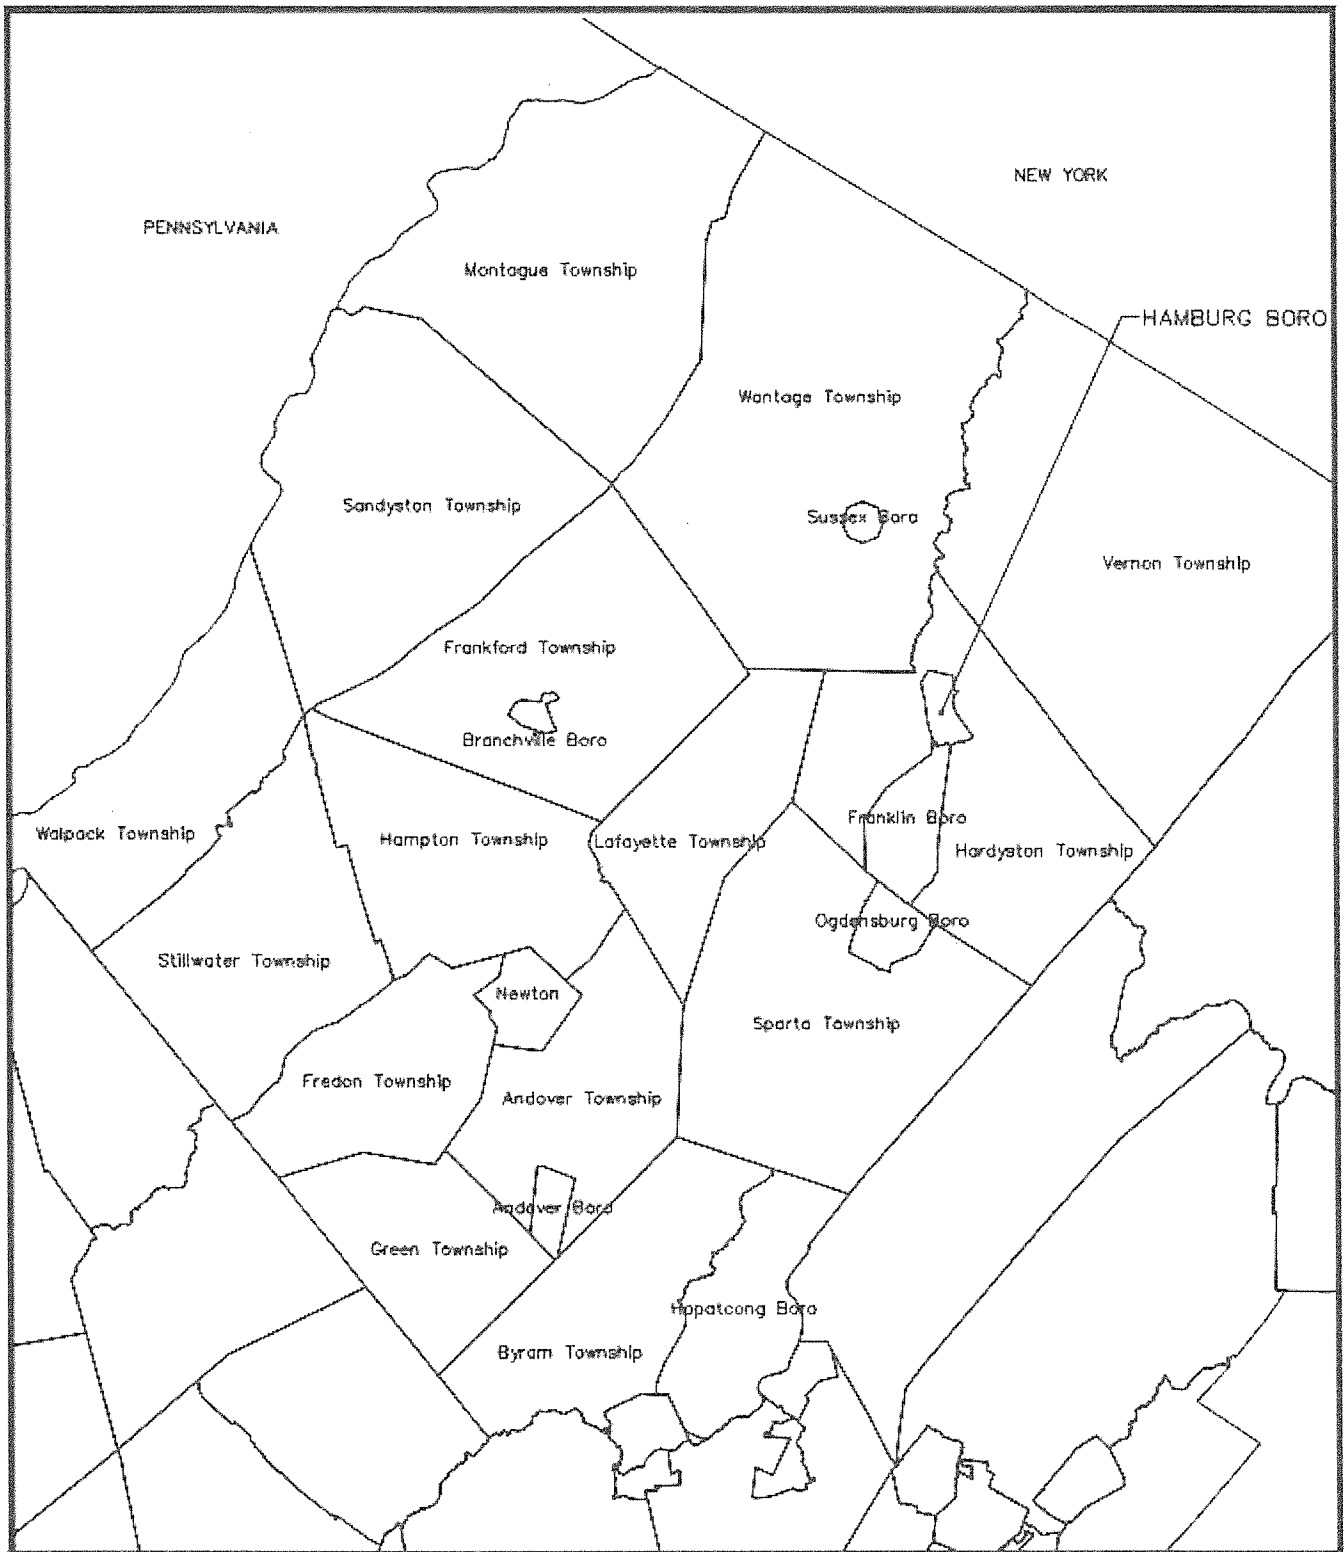 NEW YORK
PENNSYLVANIA
Montague Township
HAMBURG BORO
Wantage Township
Sandyston Township
Sussex Boro
Vernon Township
Frankford Township
Branchville Boro
Franklin Boro
Walpack Township
Hampton Township
Lafayette Township
Hardyston Township
Ogdensburg Boro
Stillwater Township
Newton
Sparta Township
Fredon Township
Andover Township
Andover Boro
Green Township
Hopatcong Boro
Byram Township